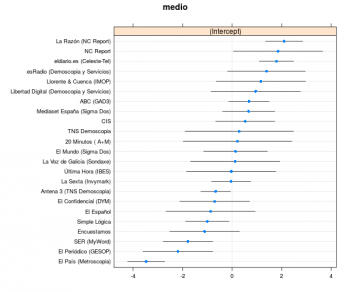 medio
(Intercept)
La Razón (NC Report)
NC Report
eldiario.es (Celeste-Tel)
esRadio (Demoscopia y Servicios)
Llorente & Cuenca (IMOP)
Libertad Digital (Demoscopia y Servicios)
ABC (GAD3)
Mediaset España (Sigma Dos)
CIS
TNS Demoscopia
20 Minutos ( A+M)
El Mundo (Sigma Dos)
La Voz de Galicia (Sondaxe)
Última Hora (IBES)
La Sexta (Invymark)
Antena 3 (TNS Demoscopia)
El Confidencial (DYM)
El Español
Simple Lógica
Encuestamos
SER (MyWord)
El Periódico (GESOP)
El País (Metroscopia)
-4 -2 0 2 4